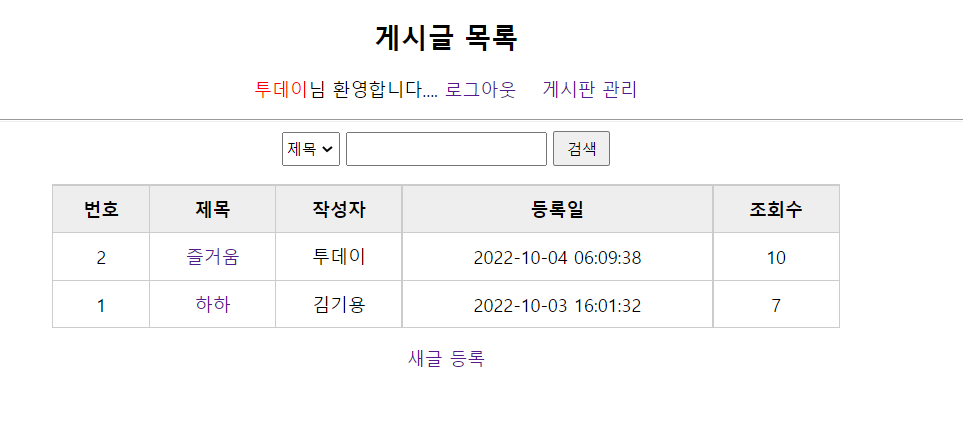 게시글 목록
투데이님 환영합니다.... 로그아웃 게시판 관리
제목 검색
번호 제목 작성자 등록일 조회수
2 즐거움 투데이 2022-10-04 06:09:38 10
1 하하 김기용 2022-10-03 16:01:32 7
새글 등록